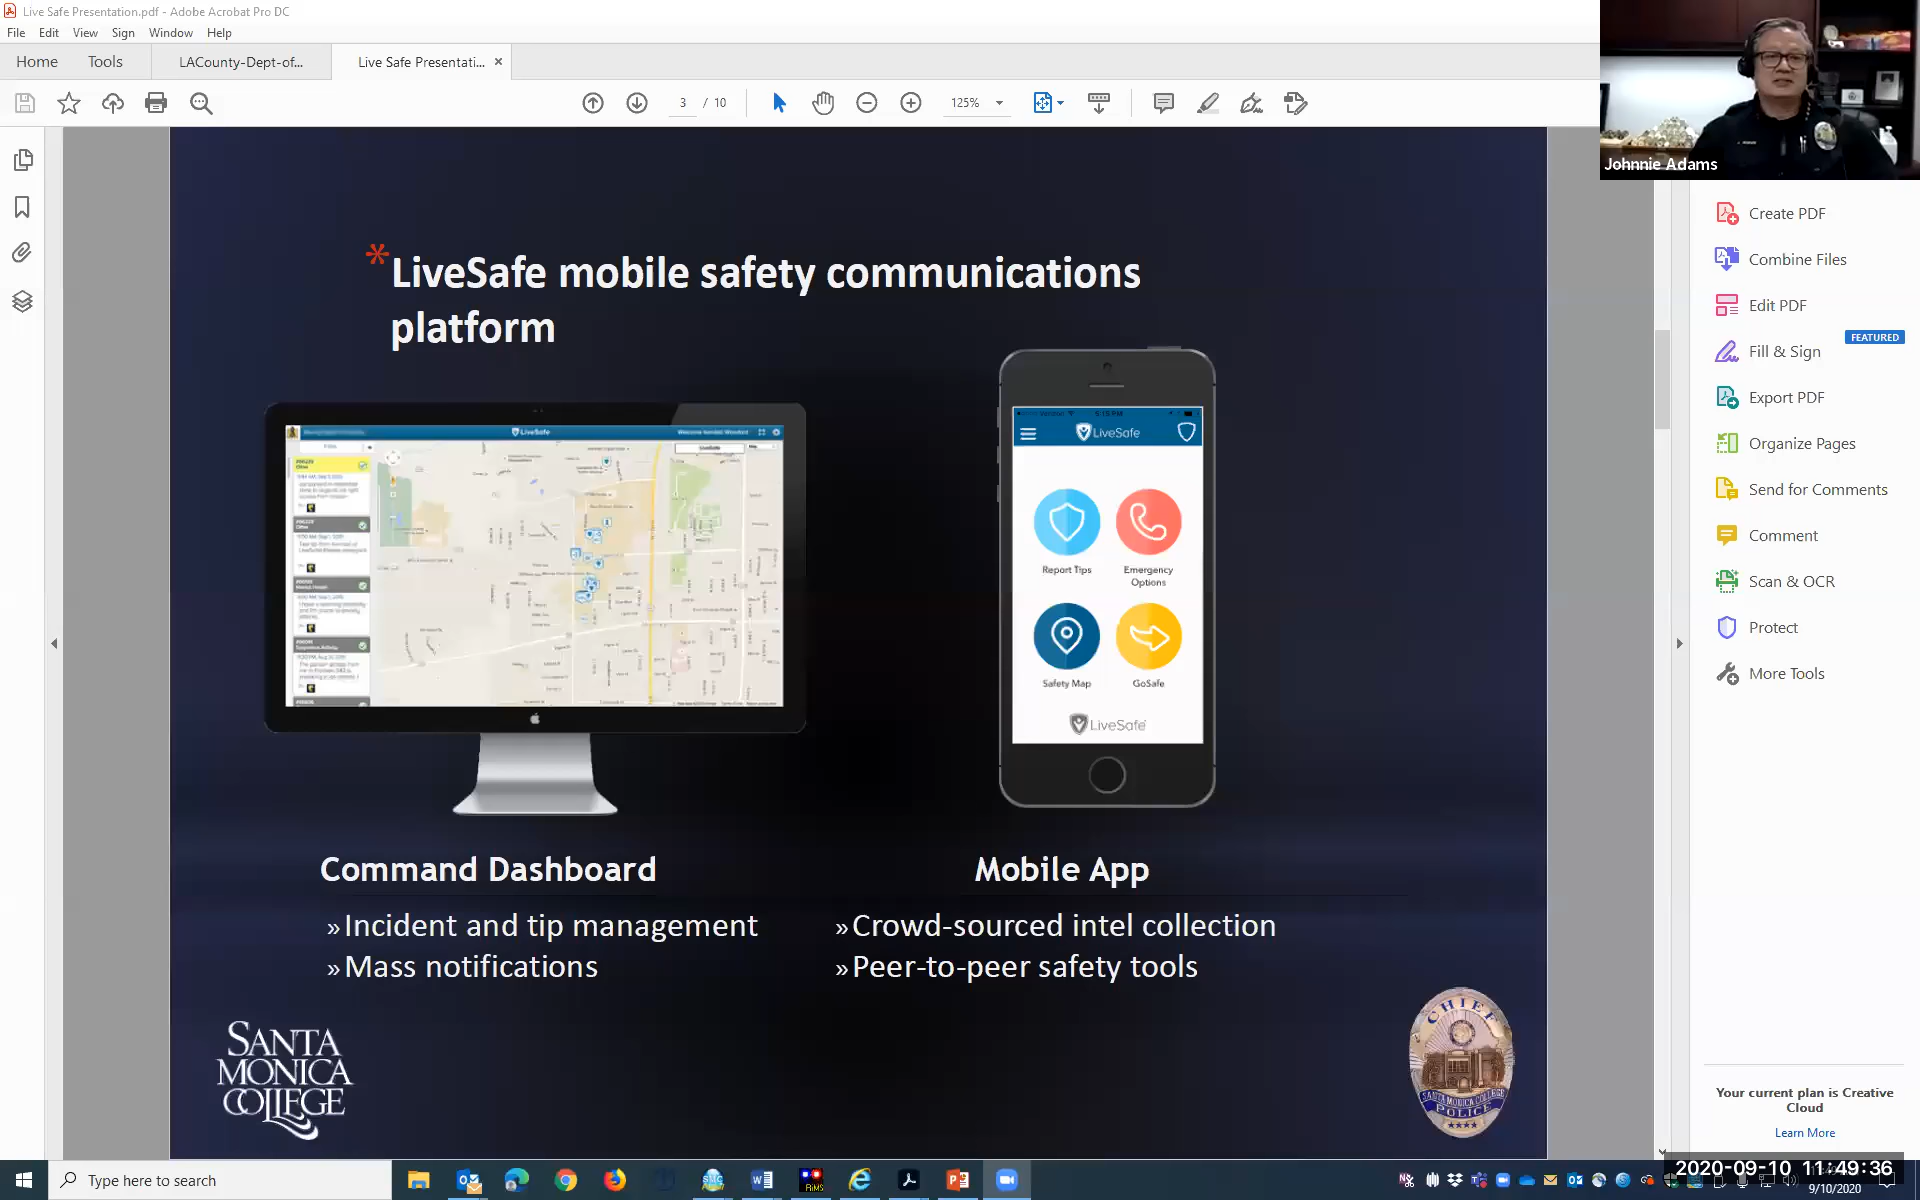 Live Safe Presentation.pdf - Adobe Acrobat Pro DC
File Edit View Sign Window Help
Home Tools LACounty-Dept-of... Live Safe Presentati... ×
3 / 10 125%
Johnnie Adams
*LiveSafe mobile safety communications
platform
LiveSafe
LiveSafe
Report Tips
Emergency
Options
Safety Map
GoSafe
LiveSafe
Command Dashboard
»Incident and tip management
»Mass notifications
Mobile App
»Crowd-sourced intel collection
»Peer-to-peer safety tools
SANTA
MONICA
COLLEGE
CHIEF
SANTA MONICA COLLEGE
POLICE
Create PDF
Combine Files
Edit PDF
FEATURED
Fill & Sign
Export PDF
Organize Pages
Send for Comments
Comment
Scan & OCR
Protect
More Tools
Your current plan is Creative
Cloud
Learn More
Type here to search
RIMS
2020-09-10 11:49:36
9/10/2020